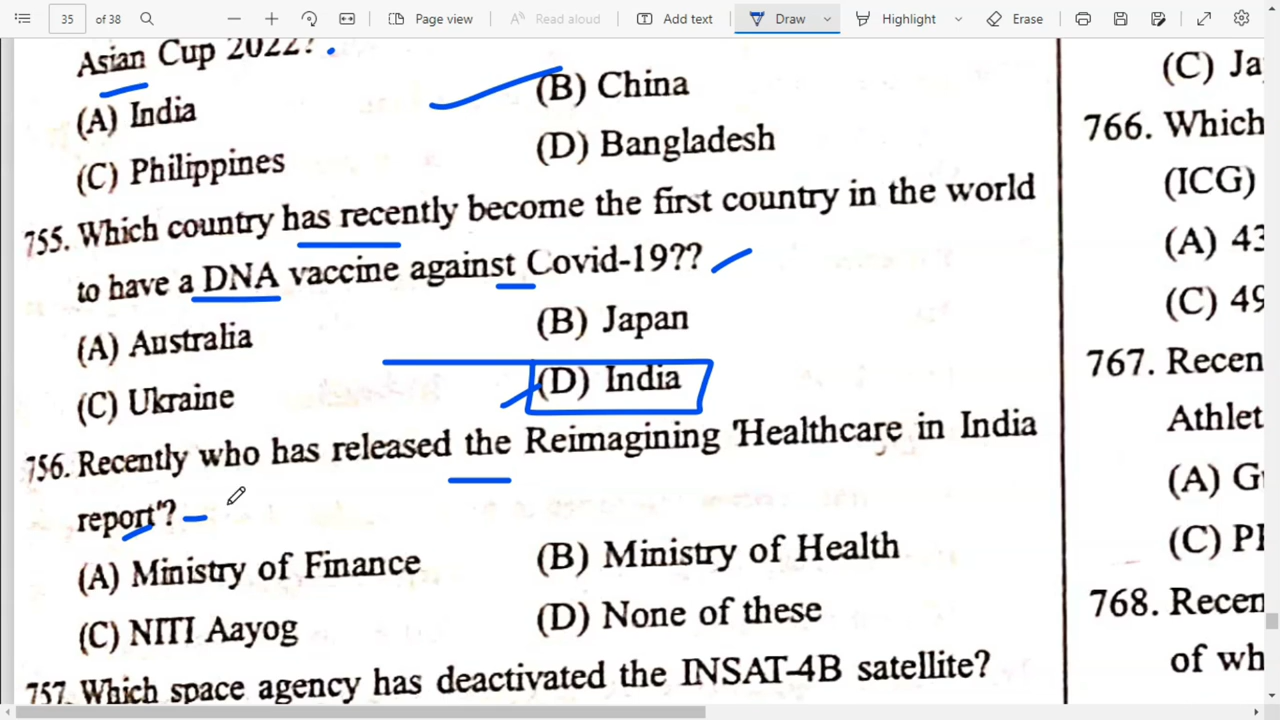 35 of 38 Page view Read aloud Add text Draw Highlight Erase
Asian Cup 2022?
(A) India (B) China
(C) Philippines (D) Bangladesh
755. Which country has recently become the first country in the world
to have a DNA vaccine against Covid-19??
(A) Australia (B) Japan
(C) Ukraine (D) India
756. Recently who has released the Reimagining 'Healthcare in India
report'?
(A) Ministry of Finance (B) Ministry of Health
(C) NITI Aayog (D) None of these
757. Which space agency has deactivated the INSAT-4B satellite?
(C) Ja
766. Which
(ICG)
(A) 43
(C) 49
767. Recen
Athlet
(A) G
(C) P
768. Recen
of wh